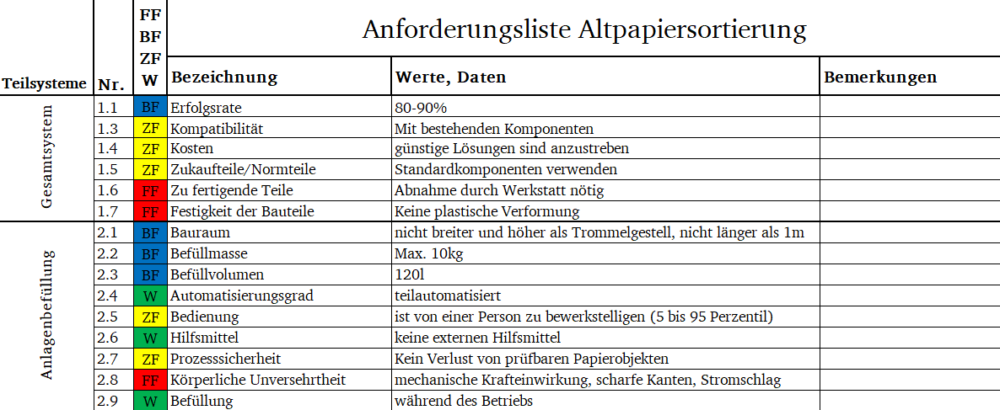 FF
BF
ZF
W
Anforderungsliste Altpapiersortierung
Teilsysteme Nr. Bezeichnung Werte, Daten Bemerkungen
Gesamtsystem
1.1 BF Erfolgsrate 80-90%
1.3 ZF Kompatibilität Mit bestehenden Komponenten
1.4 ZF Kosten günstige Lösungen sind anzustreben
1.5 ZF Zukaufteile/Normteile Standardkomponenten verwenden
1.6 FF Zu fertigende Teile Abnahme durch Werkstatt nötig
1.7 FF Festigkeit der Bauteile Keine plastische Verformung
Anlagenbefüllung
2.1 BF Bauraum nicht breiter und höher als Trommelgestell, nicht länger als 1m
2.2 BF Befüllmasse Max. 10kg
2.3 BF Befüllvolumen 120l
2.4 W Automatisierungsgrad teilautomatisiert
2.5 ZF Bedienung ist von einer Person zu bewerkstelligen (5 bis 95 Perzentil)
2.6 W Hilfsmittel keine externen Hilfsmittel
2.7 ZF Prozesssicherheit Kein Verlust von prüfbaren Papierobjekten
2.8 FF Körperliche Unversehrtheit mechanische Krafteinwirkung, scharfe Kanten, Stromschlag
2.9 W Befüllung während des Betriebs